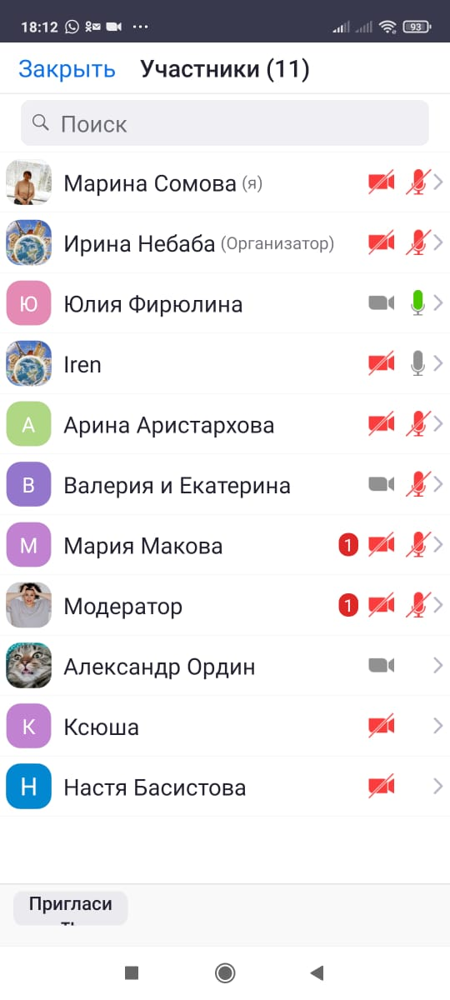 18:12 93
Закрыть Участники (11)
Поиск
Марина Сомова (я)
Ирина Небаба (Организатор)
Ю Юлия Фирюлина
Iren
А Арина Аристархова
В Валерия и Екатерина
М Мария Макова 1
Модератор 1
Александр Ордин
К Ксюша
Н Настя Басистова
Пригласи
ть